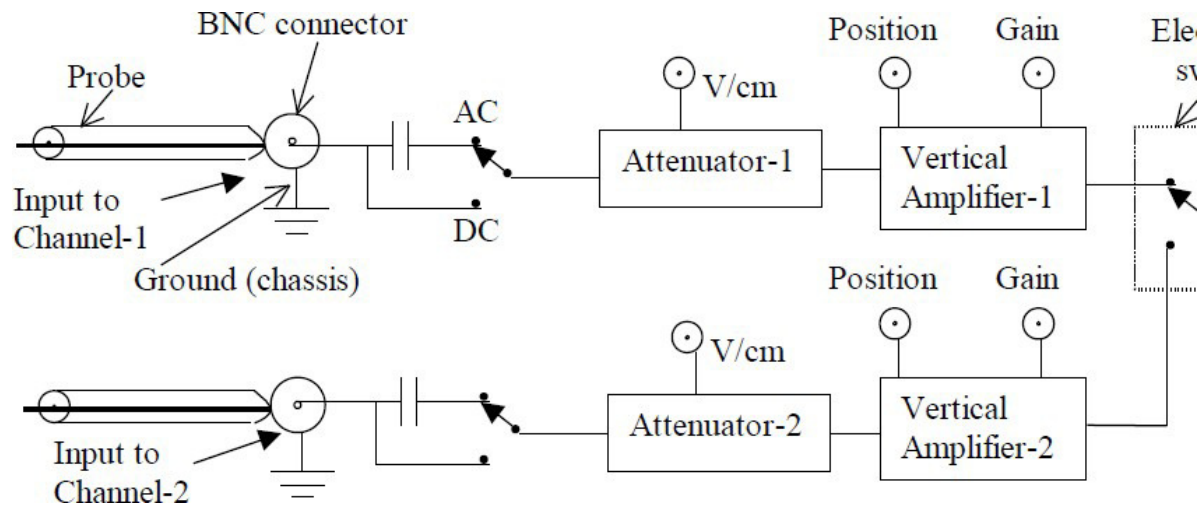 BNC connector
Probe
AC
DC
Input to
Channel-1
Ground (chassis)
V/cm
Attenuator-1
Position
Gain
Vertical
Amplifier-1
Input to
Channel-2
V/cm
Attenuator-2
Position
Gain
Vertical
Amplifier-2